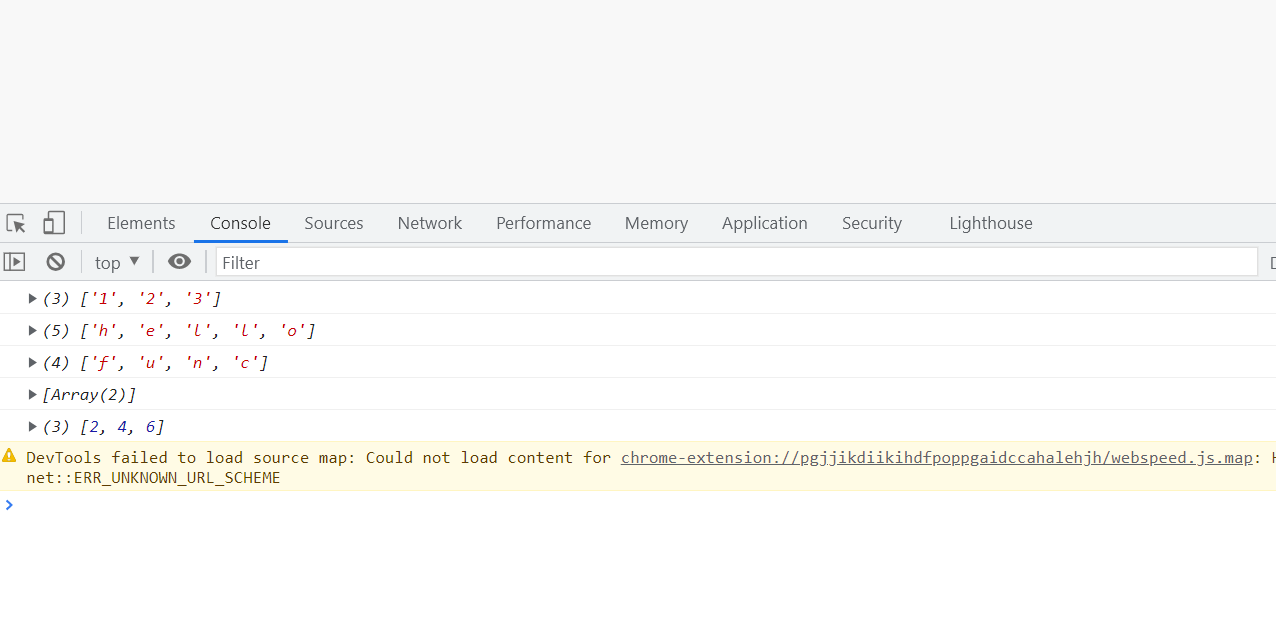 Elements Console Sources Network Performance Memory Application Security Lighthouse
top Filter
(3) ['1', '2', '3']
(5) ['h', 'e', 'l', 'l', 'o']
(4) ['f', 'u', 'n', 'c']
[Array(2)]
(3) [2, 4, 6]
DevTools failed to load source map: Could not load content for chrome-extension://pgjjikdiikihdfpoppgaidccahalehjh/webspeed.js.map:
net::ERR_UNKNOWN_URL_SCHEME